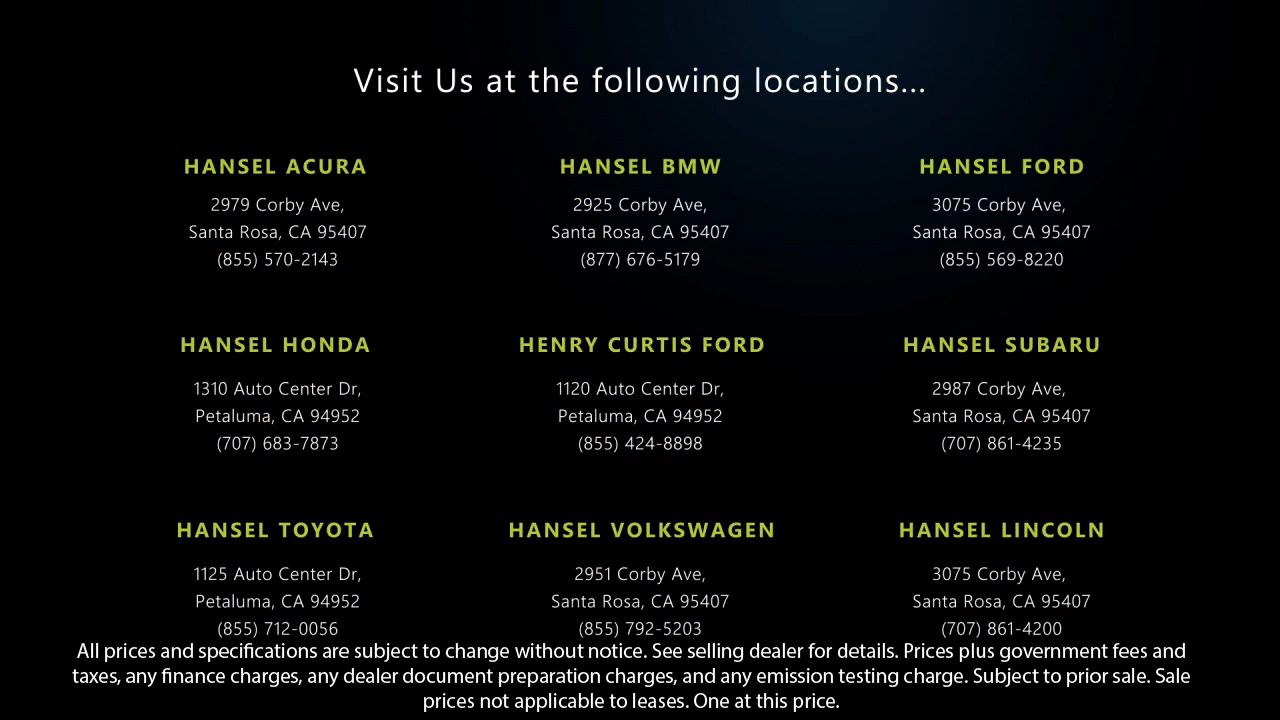 Visit Us at the following locations...
HANSEL ACURA
2979 Corby Ave,
Santa Rosa, CA 95407
(855) 570-2143
HANSEL BMW
2925 Corby Ave,
Santa Rosa, CA 95407
(877) 676-5179
HANSEL FORD
3075 Corby Ave,
Santa Rosa, CA 95407
(855) 569-8220
HANSEL HONDA
1310 Auto Center Dr,
Petaluma, CA 94952
(707) 683-7873
HENRY CURTIS FORD
1120 Auto Center Dr,
Petaluma, CA 94952
(855) 424-8898
HANSEL SUBARU
2987 Corby Ave,
Santa Rosa, CA 95407
(707) 861-4235
HANSEL TOYOTA
1125 Auto Center Dr,
Petaluma, CA 94952
(855) 712-0056
HANSEL VOLKSWAGEN
2951 Corby Ave,
Santa Rosa, CA 95407
(855) 792-5203
HANSEL LINCOLN
3075 Corby Ave,
Santa Rosa, CA 95407
(707) 861-4200
All prices and specifications are subject to change without notice. See selling dealer for details. Prices plus government fees and
taxes, any finance charges, any dealer document preparation charges, and any emission testing charge. Subject to prior sale. Sale
prices not applicable to leases. One at this price.